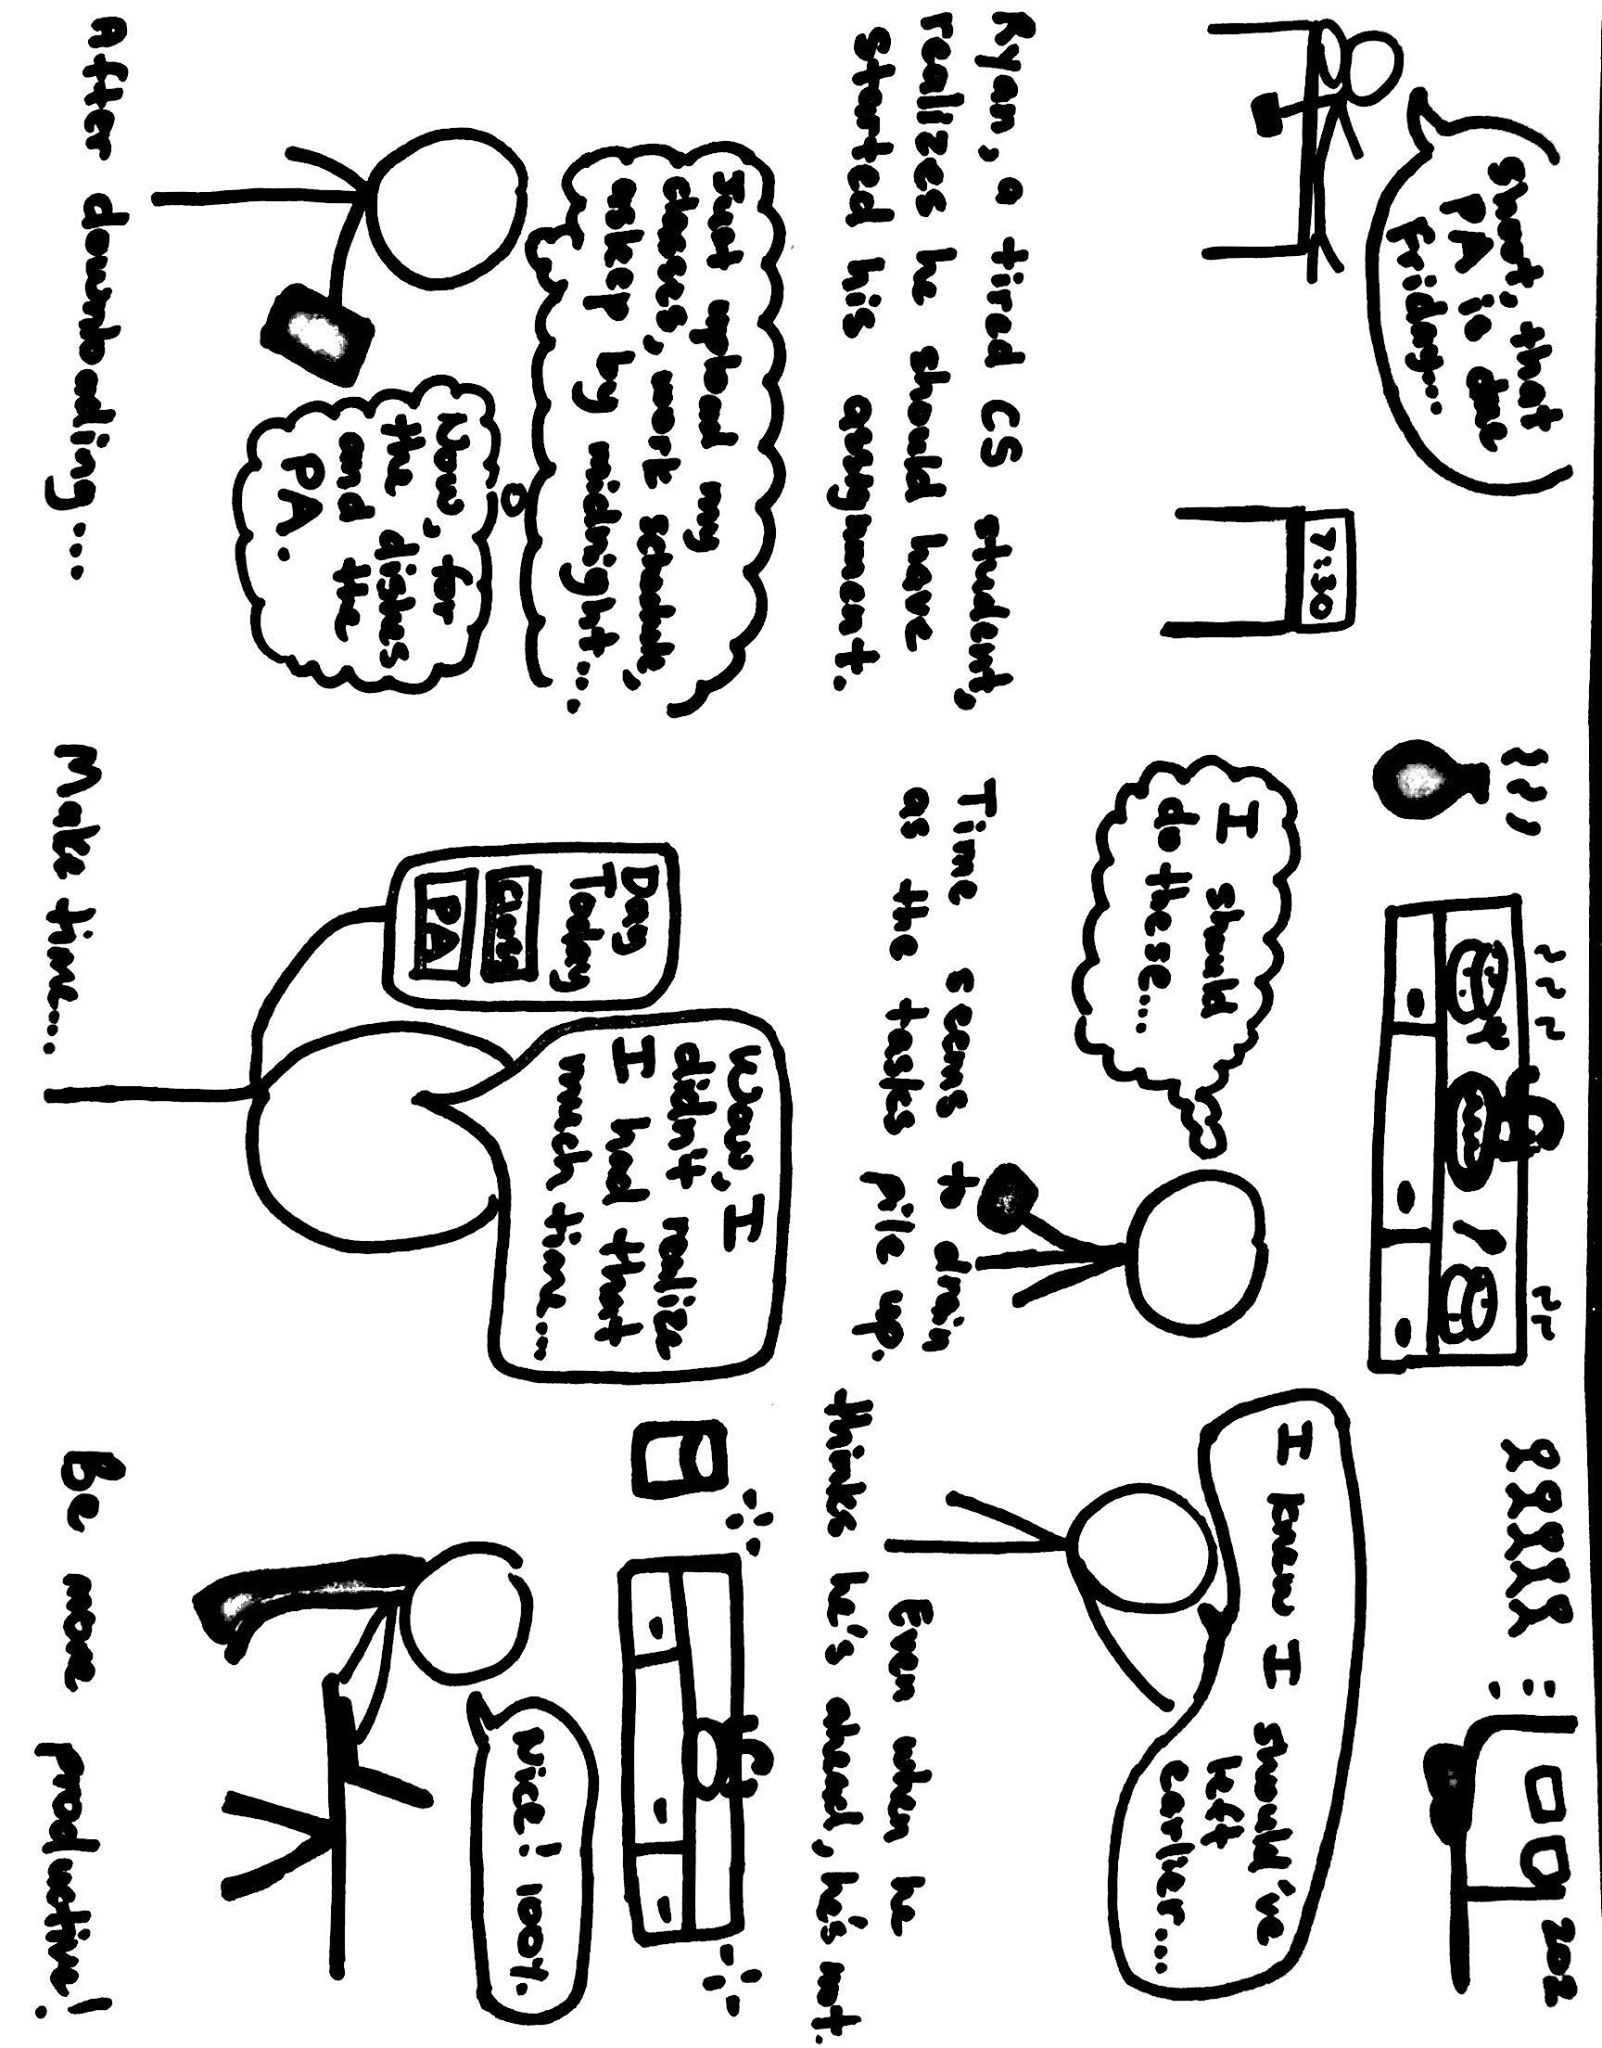 Shoot, that
PA is due
Friday...
7:30
Ryan, a tired CS student,
realizes he should have
started his assignment.
I should
do these...
Time seems to drain
as the tasks pile up.
202
I knew I should've
left
earlier...
Even when he
thinks he's ahead, he's not.
Just upload my
classes, work schedule,
asleep by midnight....
Now, for
the dishes
and the
PA.
After downloading....
Day
Today
PA
Wow, I
didn't realize
I had that
much time...
Make time...
Nice! 100%.
Be more productive!